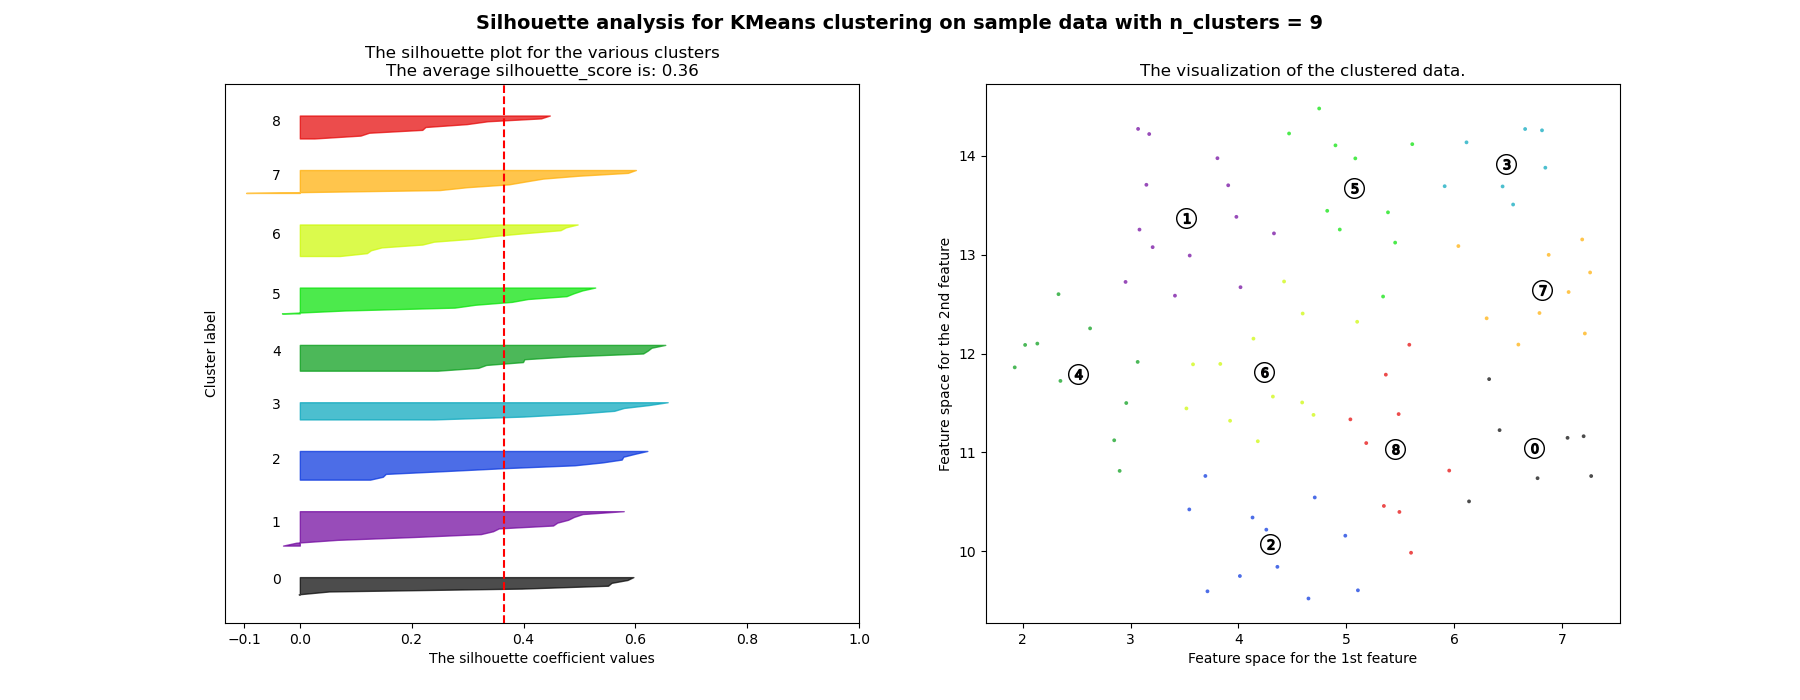 Silhouette analysis for KMeans clustering on sample data with n_clusters = 9
The silhouette plot for the various clusters
The average silhouette_score is: 0.36
8
7
6
5
4
3
2
1
0
Cluster label
−0.1 0.0 0.2 0.4 0.6 0.8 1.0
The silhouette coefficient values
The visualization of the clustered data.
14
13
12
11
10
Feature space for the 2nd feature
3
5
1
7
6
4
8
0
2
2 3 4 5 6 7
Feature space for the 1st feature